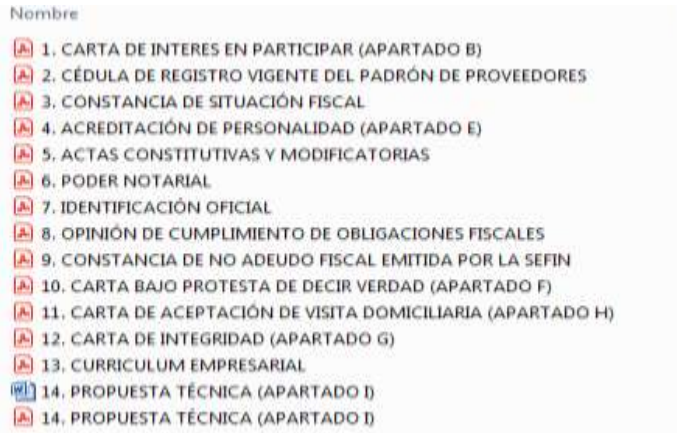 Nombre
1. CARTA DE INTERES EN PARTICIPAR (APARTADO B)
2. CÉDULA DE REGISTRO VIGENTE DEL PADRÓN DE PROVEEDORES
3. CONSTANCIA DE SITUACIÓN FISCAL
4. ACREDITACIÓN DE PERSONALIDAD (APARTADO E)
5. ACTAS CONSTITUTIVAS Y MODIFICATORIAS
6. PODER NOTARIAL
7. IDENTIFICACIÓN OFICIAL
8. OPINIÓN DE CUMPLIMIENTO DE OBLIGACIONES FISCALES
9. CONSTANCIA DE NO ADEUDO FISCAL EMITIDA POR LA SEFIN
10. CARTA BAJO PROTESTA DE DECIR VERDAD (APARTADO F)
11. CARTA DE ACEPTACIÓN DE VISITA DOMICILIARIA (APARTADO H)
12. CARTA DE INTEGRIDAD (APARTADO G)
13. CURRICULUM EMPRESARIAL
14. PROPUESTA TÉCNICA (APARTADO I)
14. PROPUESTA TÉCNICA (APARTADO I)